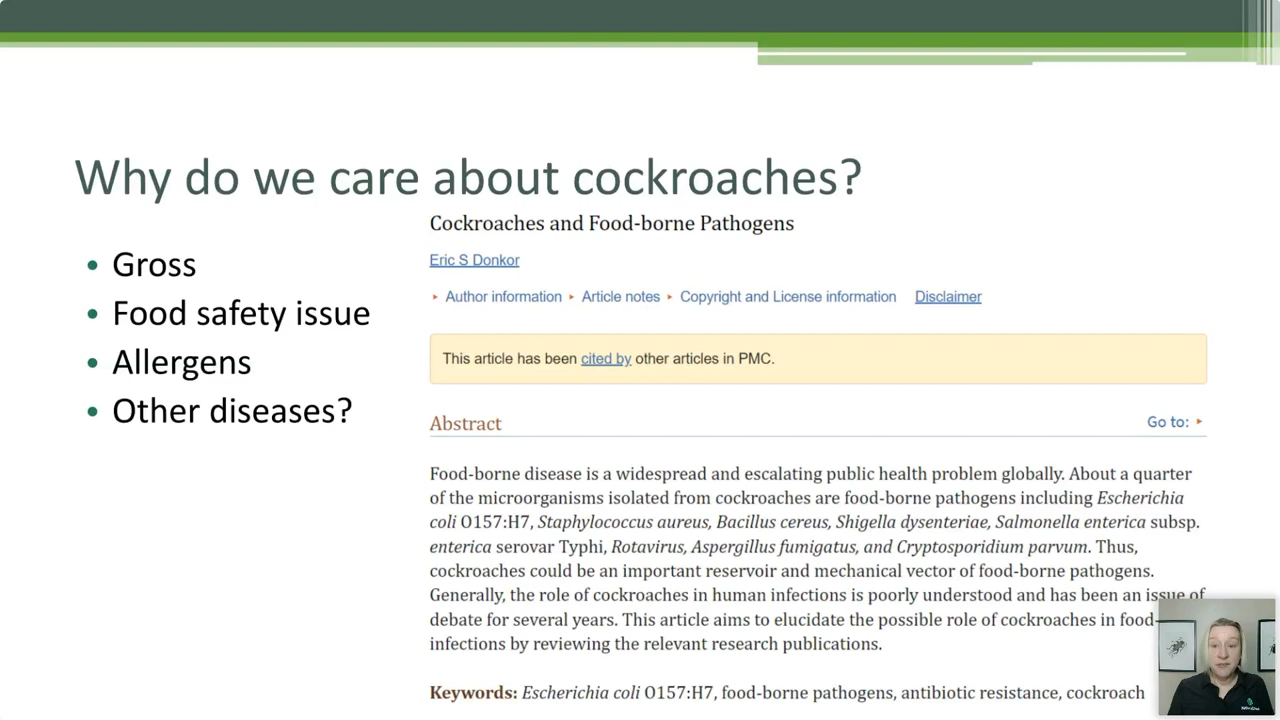 Why do we care about cockroaches?
• Gross
• Food safety issue
• Allergens
• Other diseases?
Cockroaches and Food-borne Pathogens
Eric S Donkor
▸ Author information ▸ Article notes ▸ Copyright and License information Disclaimer
This article has been cited by other articles in PMC.
Abstract Go to: ▸
Food-borne disease is a widespread and escalating public health problem globally. About a quarter
of the microorganisms isolated from cockroaches are food-borne pathogens including Escherichia
coli O157:H7, Staphylococcus aureus, Bacillus cereus, Shigella dysenteriae, Salmonella enterica subsp.
enterica serovar Typhi, Rotavirus, Aspergillus fumigatus, and Cryptosporidium parvum. Thus,
cockroaches could be an important reservoir and mechanical vector of food-borne pathogens.
Generally, the role of cockroaches in human infections is poorly understood and has been an issue of
debate for several years. This article aims to elucidate the possible role of cockroaches in food-
infections by reviewing the relevant research publications.
Keywords: Escherichia coli O157:H7, food-borne pathogens, antibiotic resistance, cockroach